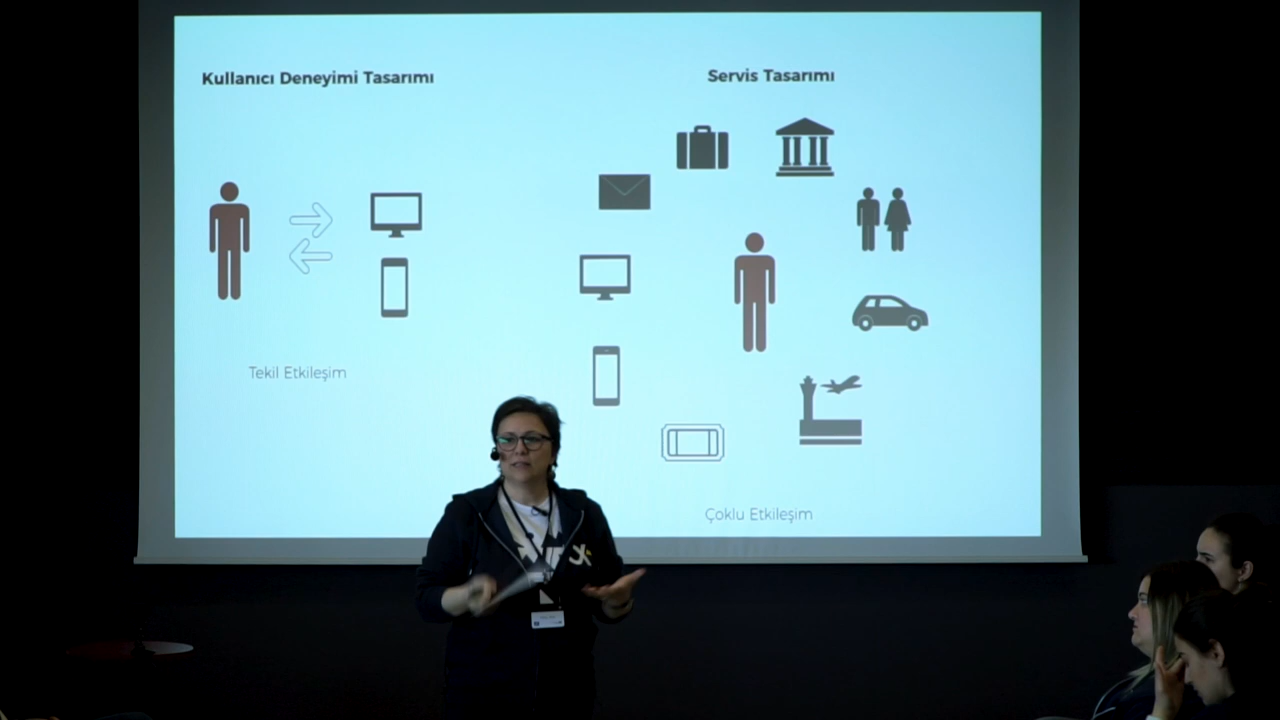 Kullanıcı Deneyimi Tasarımı
Servis Tasarımı
Tekil Etkileşim
Çoklu Etkileşim